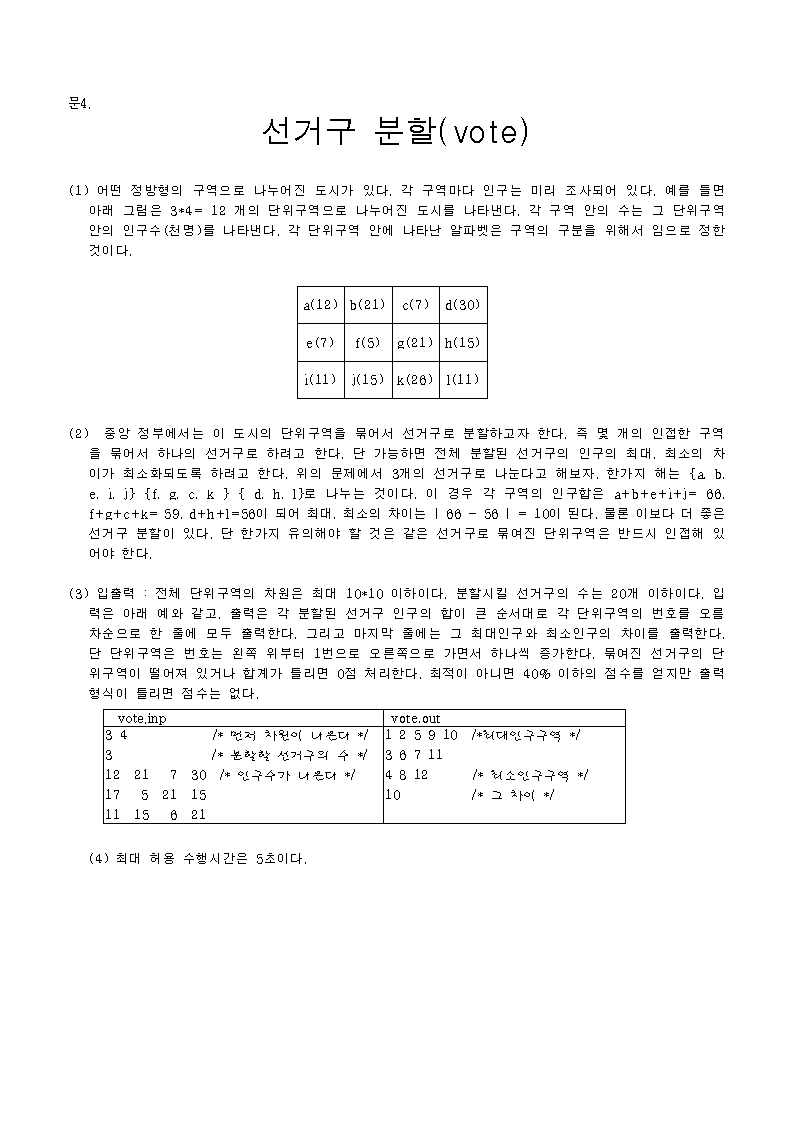 문4.
선거구 분할(vote)
(1) 어떤 정방형의 구역으로 나누어진 도시가 있다. 각 구역마다 인구는 미리 조사되어 있다. 예를 들면
아래 그림은 3*4= 12 개의 단위구역으로 나누어진 도시를 나타낸다. 각 구역 안의 수는 그 단위구역
안의 인구수(천명)를 나타낸다. 각 단위구역 안에 나타난 알파벳은 구역의 구분을 위해서 임으로 정한
것이다.
a(12) b(21) c(7) d(30)
e(7) f(5) g(21) h(15)
i(11) j(15) k(26) l(11)
(2) 중앙 정부에서는 이 도시의 단위구역을 묶어서 선거구로 분할하고자 한다. 즉 몇 개의 인접한 구역
을 묶어서 하나의 선거구로 하려고 한다. 단 가능하면 전체 분할된 선거구의 인구의 최대, 최소의 차
이가 최소화되도록 하려고 한다. 위의 문제에서 3개의 선거구로 나눈다고 해보자. 한가지 해는 {a, b,
e, i, j} {f, g, c, k } { d, h, l}로 나누는 것이다. 이 경우 각 구역의 인구합은 a+b+e+i+j= 66,
f+g+c+k= 59, d+h+l=56이 되어 최대, 최소의 차이는 | 66 - 56 | = 10이 된다. 물론 이보다 더 좋은
선거구 분할이 있다. 단 한가지 유의해야 할 것은 같은 선거구로 묶여진 단위구역은 반드시 인접해 있
어야 한다.
(3) 입출력 : 전체 단위구역의 차원은 최대 10*10 이하이다. 분할시킬 선거구의 수는 20개 이하이다. 입
력은 아래 예와 같고, 출력은 각 분할된 선거구 인구의 합이 큰 순서대로 각 단위구역의 번호를 오름
차순으로 한 줄에 모두 출력한다. 그리고 마지막 줄에는 그 최대인구와 최소인구의 차이를 출력한다.
단 단위구역은 번호는 왼쪽 위부터 1번으로 오른쪽으로 가면서 하나씩 증가한다. 묶여진 선거구의 단
위구역이 떨어져 있거나 합계가 틀리면 0점 처리한다. 최적이 아니면 40% 이하의 점수를 얻지만 출력
형식이 틀리면 점수는 없다.
vote.inp vote.out
3 4 /* 먼저 차원이 나온다 */ 1 2 5 9 10 /*최대인구구역 */
3 /* 분할할 선거구의 수 */ 3 6 7 11
12 21 7 30 /* 인구수가 나온다 */ 4 8 12 /* 최소인구구역 */
17 5 21 15 10 /* 그 차이 */
11 15 6 21
(4) 최대 허용 수행시간은 5초이다.